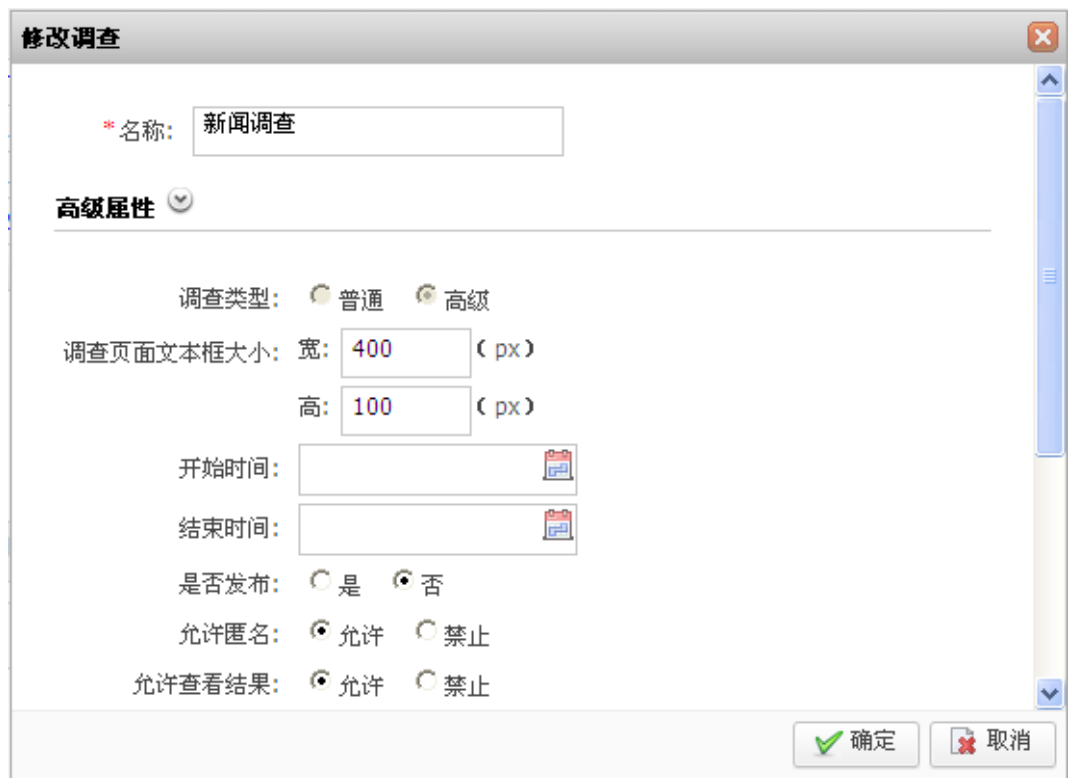 修改调查
*名称: 新闻调查
高级属性
调查类型: 普通 高级
调查页面文本框大小: 宽: 400 (px)
高: 100 (px)
开始时间:
结束时间:
是否发布: 是 否
允许匿名: 允许 禁止
允许查看结果: 允许 禁止
确定 取消